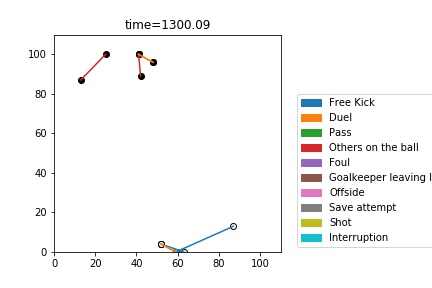 time=1300.09
100
80
60
40
20
0
0 20 40 60 80 100
Free Kick
Duel
Pass
Others on the ball
Foul
Goalkeeper leaving
Offside
Save attempt
Shot
Interruption